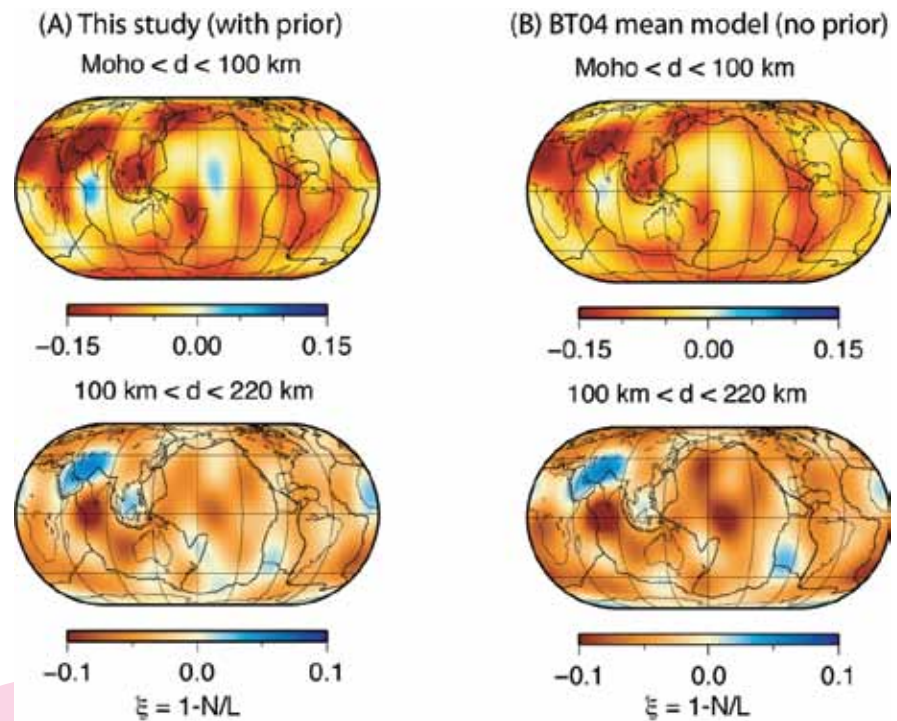 (A) This study (with prior)
Moho < d < 100 km
−0.15 0.00 0.15
100 km < d < 220 km
−0.1 0.0 0.1
ξ = 1-N/L
(B) BT04 mean model (no prior)
Moho < d < 100 km
−0.15 0.00 0.15
100 km < d < 220 km
−0.1 0.0 0.1
ξ = 1-N/L